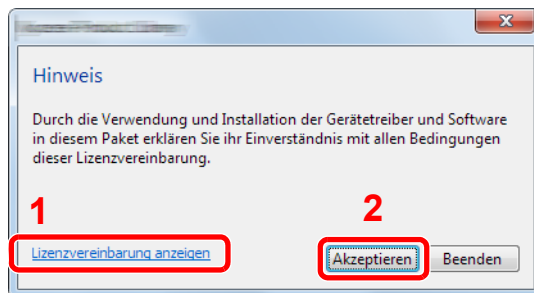 Hinweis
Durch die Verwendung und Installation der Gerätetreiber und Software
in diesem Paket erklären Sie ihr Einverständnis mit allen Bedingungen
dieser Lizenzvereinbarung.
1
2
Lizenzvereinbarung anzeigen
Akzeptieren
Beenden